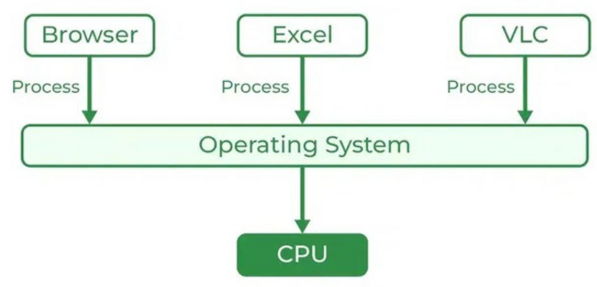 Browser
Excel
VLC
Process
Process
Process
Operating System
CPU